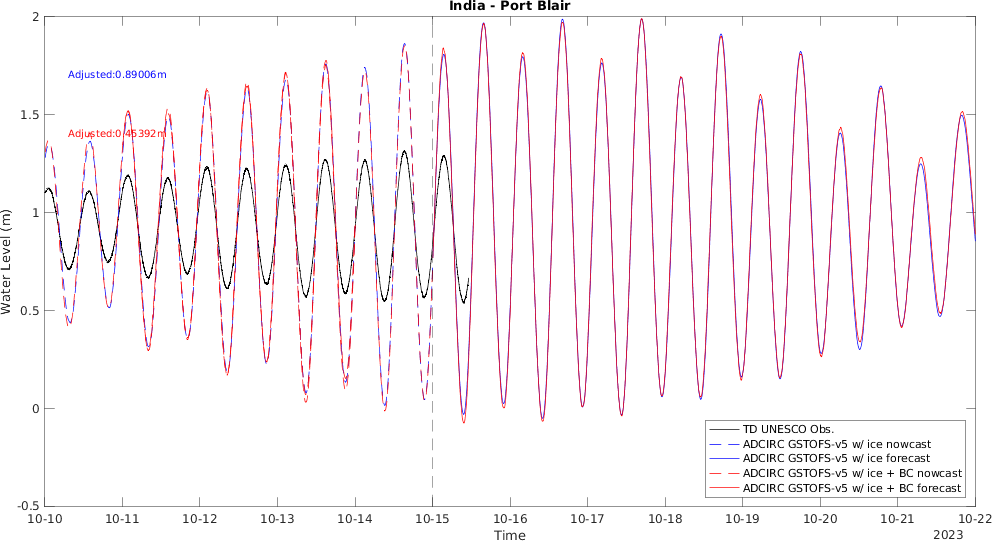 India - Port Blair
2
1.5
1
0.5
0
-0.5
Water Level (m)
Adjusted:0.89006m
Adjusted:0.45392m
TD UNESCO Obs.
ADCIRC GSTOFS-v5 w/ ice nowcast
ADCIRC GSTOFS-v5 w/ ice forecast
ADCIRC GSTOFS-v5 w/ ice + BC nowcast
ADCIRC GSTOFS-v5 w/ ice + BC forecast
10-10 10-11 10-12 10-13 10-14 10-15 10-16 10-17 10-18 10-19 10-20 10-21 10-22
Time
2023